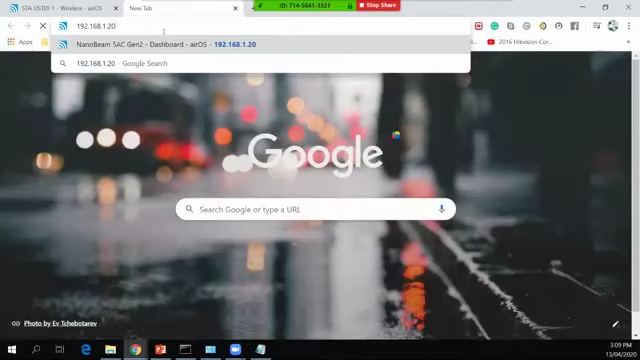 STA USTDI 1 - Wireless - airOS
New Tab
ID: 714-5641-3321
Stop Share
192.168.1.20
NanoBeam 5AC Gen2 - Dashboard - airOS - 192.168.1.20
192.168.1.20 - Google Search
Apps
2016 Hikvision Cor...
Google
Search Google or type a URL
Photo by Ev Tchebotarev
3:09 PM
13/04/2020